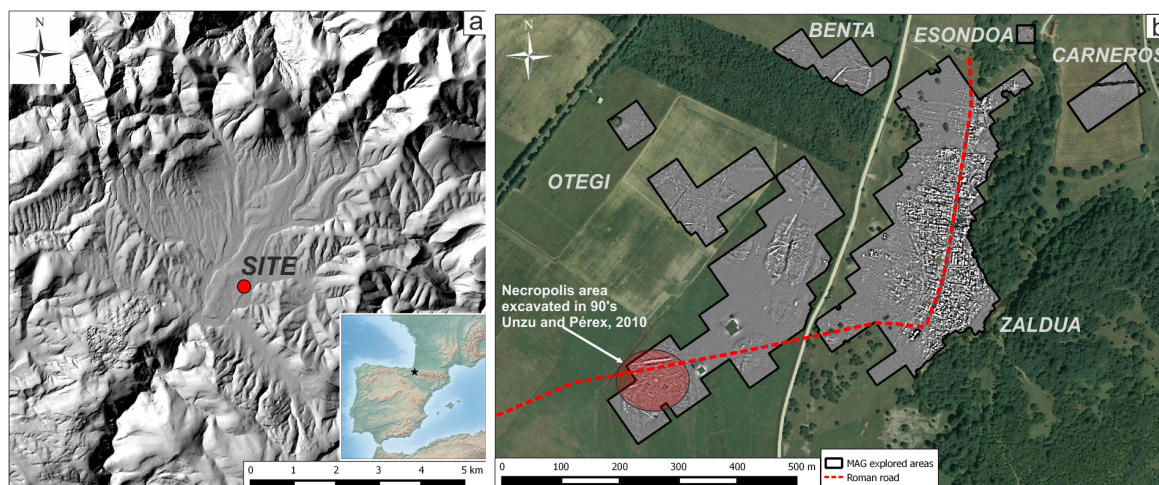 a
N
SITE
0 1 2 3 4 5 km
b
N
BENTA
ESONDOA
CARNEROS
OTEGI
Necropolis area
excavated in 90's
Unzu and Pérex, 2010
ZALDUA
0 100 200 300 400 500 m
MAG explored areas
Roman road